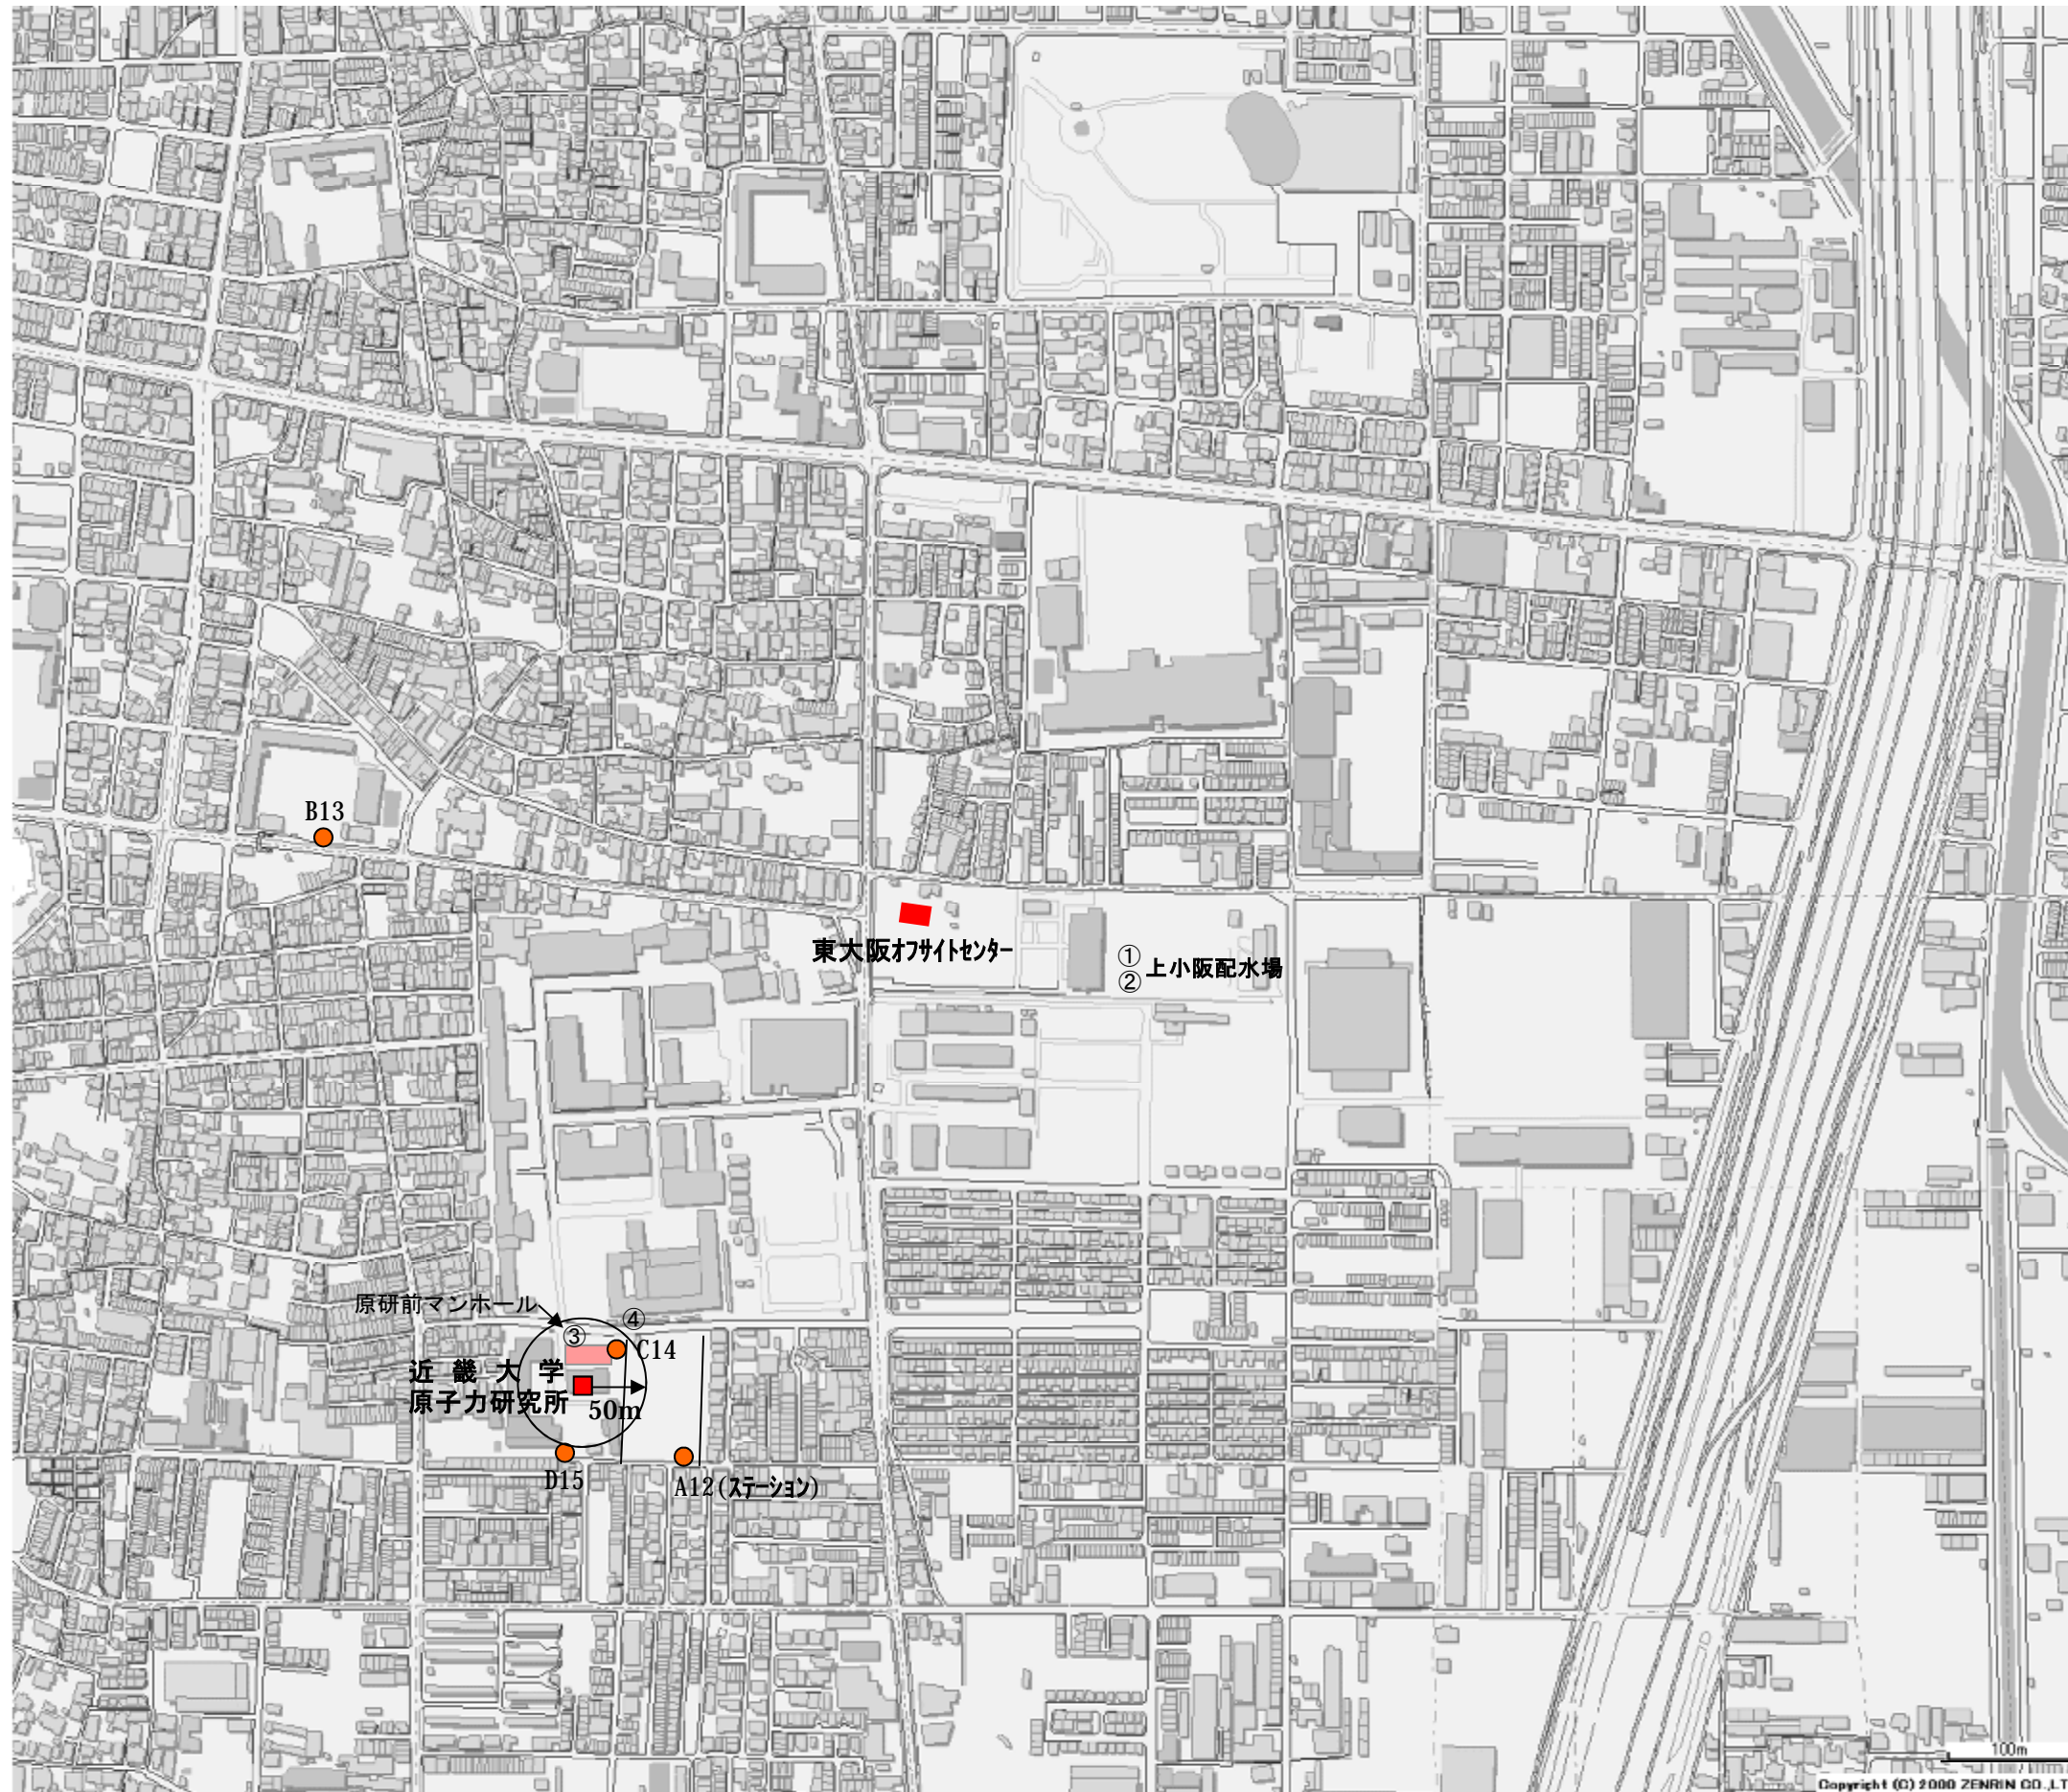 B13
東大阪オフサイトセンター
①
②
上小阪配水場
原研前マンホール
③
④
C14
近畿大学
原子力研究所
50m
D15
A12(ステーション)
100m
Copyright (C) 2000 ZENRIN CO